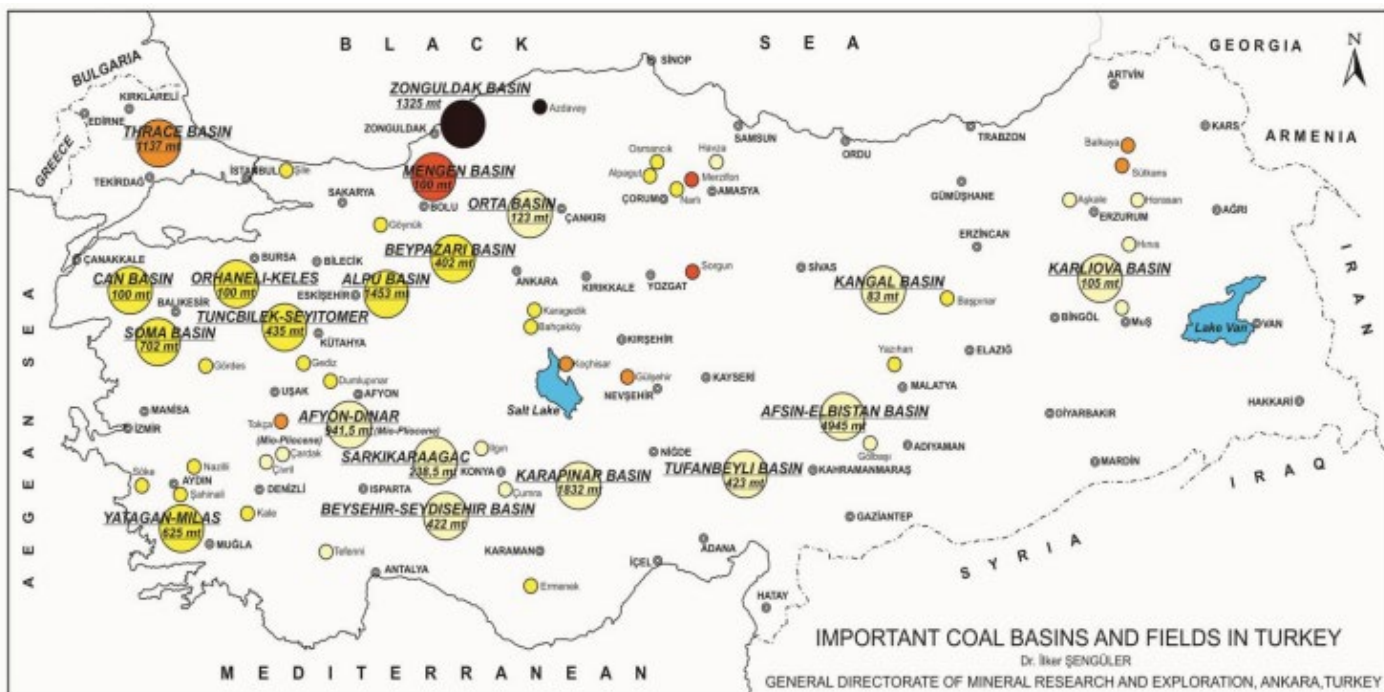 B L A C K S E A
BULGARIA
GEORGIA
N
SİNOP
ARTVİN
ZONGULDAK BASIN
1325 mt
Azdavay
KIRKLARELİ
EDİRNE
THRACE BASIN
1137 mt
ZONGULDAK
SAMSUN
TRABZON
KARS
ARMENIA
ORDU
Balkaya
GREECE
Osmancık
Havza
MENGEN BASIN
100 mt
TEKİRDAĞ
İSTANBUL
Şile
Alpagut
Merzifon
Sütkans
SAKARYA
BOLU
ORTA BASIN
123 mt
ÇANKIRI
ÇORUM
Narlı
AMASYA
GÜMÜŞHANE
Aşkale
Horasan
ERZURUM
AĞRI
Göynük
BEYPAZARI BASIN
402 mt
ERZİNCAN
Hınıs
I R A N
ÇANAKKALE
BURSA
BİLECİK
CAN BASIN
100 mt
ORHANELİ-KELES
100 mt
ALPU BASIN
1453 mt
ESKİŞEHİR
ANKARA
KIRIKKALE
YOZGAT
Sorgun
SİVAS
KANGAL BASIN
83 mt
Başpınar
KARLIOVA BASIN
105 mt
BALIKESİR
TUNCBILEK-SEYITOMER
435 mt
KÜTAHYA
Karagedik
Bahçeköy
BİNGÖL
MuŞ
Lake Van
VAN
SOMA BASIN
702 mt
KIRŞEHİR
Gördes
Gediz
Dumlupınar
Koçhisar
Gülşehir
Yazıhan
ELAZIĞ
UŞAK
AFYON
NEVŞEHİR
KAYSERİ
MALATYA
HAKKARİ
MANİSA
İZMİR
Tokça
(Mio-Pliocene)
AFYON-DINAR
941,5 mt
(Mio-Pliocene)
Salt Lake
AFSIN-ELBISTAN BASIN
4945 mt
DİYARBAKIR
Çardak
Çivril
SARKIKARAAGAC
238,5 mt
Ilgın
NİĞDE
Gölbaşı
ADIYAMAN
Söke
Nazilli
AYDIN
Şahinali
DENİZLİ
ISPARTA
KONYA
Çumra
KARAPINAR BASIN
1832 mt
TUFANBEYLI BASIN
423 mt
KAHRAMANMARAŞ
MARDİN
I R A Q
YATAGAN-MILAS
625 mt
Kale
BEYSEHIR-SEYDISEHIR BASIN
422 mt
GAZİANTEP
MUĞLA
Tefenni
KARAMAN
İÇEL
ADANA
S Y R I A
ANTALYA
Ermenek
HATAY
A E G E A N S E A
M E D I T E R R A N E A N
IMPORTANT COAL BASINS AND FIELDS IN TURKEY
Dr. İlker ŞENGÜLER
GENERAL DIRECTORATE OF MINERAL RESEARCH AND EXPLORATION, ANKARA,TURKEY